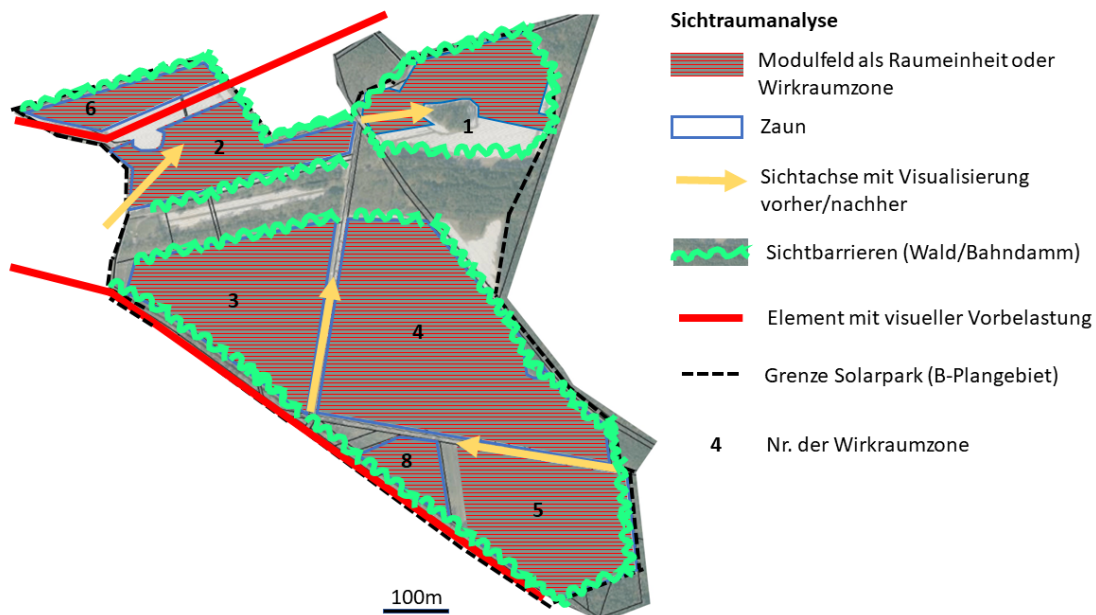 Sichtraumanalyse
Modulfeld als Raumeinheit oder
Wirkraumzone
Zaun
Sichtachse mit Visualisierung
vorher/nachher
Sichtbarrieren (Wald/Bahndamm)
Element mit visueller Vorbelastung
Grenze Solarpark (B-Plangebiet)
4 Nr. der Wirkraumzone
6
1
2
3
4
8
5
100m